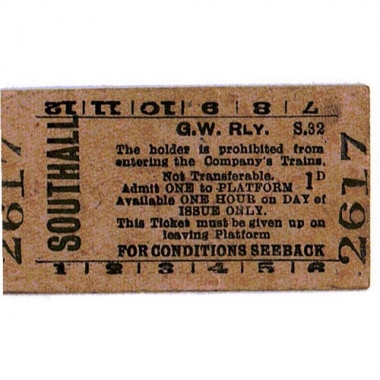 12 | 11 | 10 | 9 | 8 | 7
G.W. RLY. S.32
The holder is prohibited from
entering the Company's Trains.
Not Transferable.
Admit ONE to PLATFORM 1D
Available ONE HOUR on DAY of
ISSUE ONLY.
This Ticket must be given up on
leaving Platform
FOR CONDITIONS SEEBACK
1 | 2 | 3 | 4 | 5 | 6
SOUTHALL
2617
2617